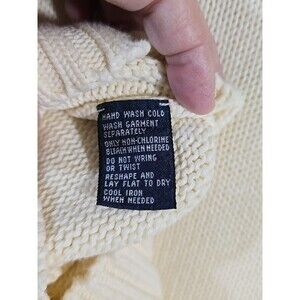 HAND WASH COLD
WASH GARMENT
SEPARATELY
ONLY NON-CHLORINE
BLEACH WHEN NEEDED
DO NOT WRING
OR TWIST
RESHAPE AND
LAY FLAT TO DRY
COOL IRON
WHEN NEEDED